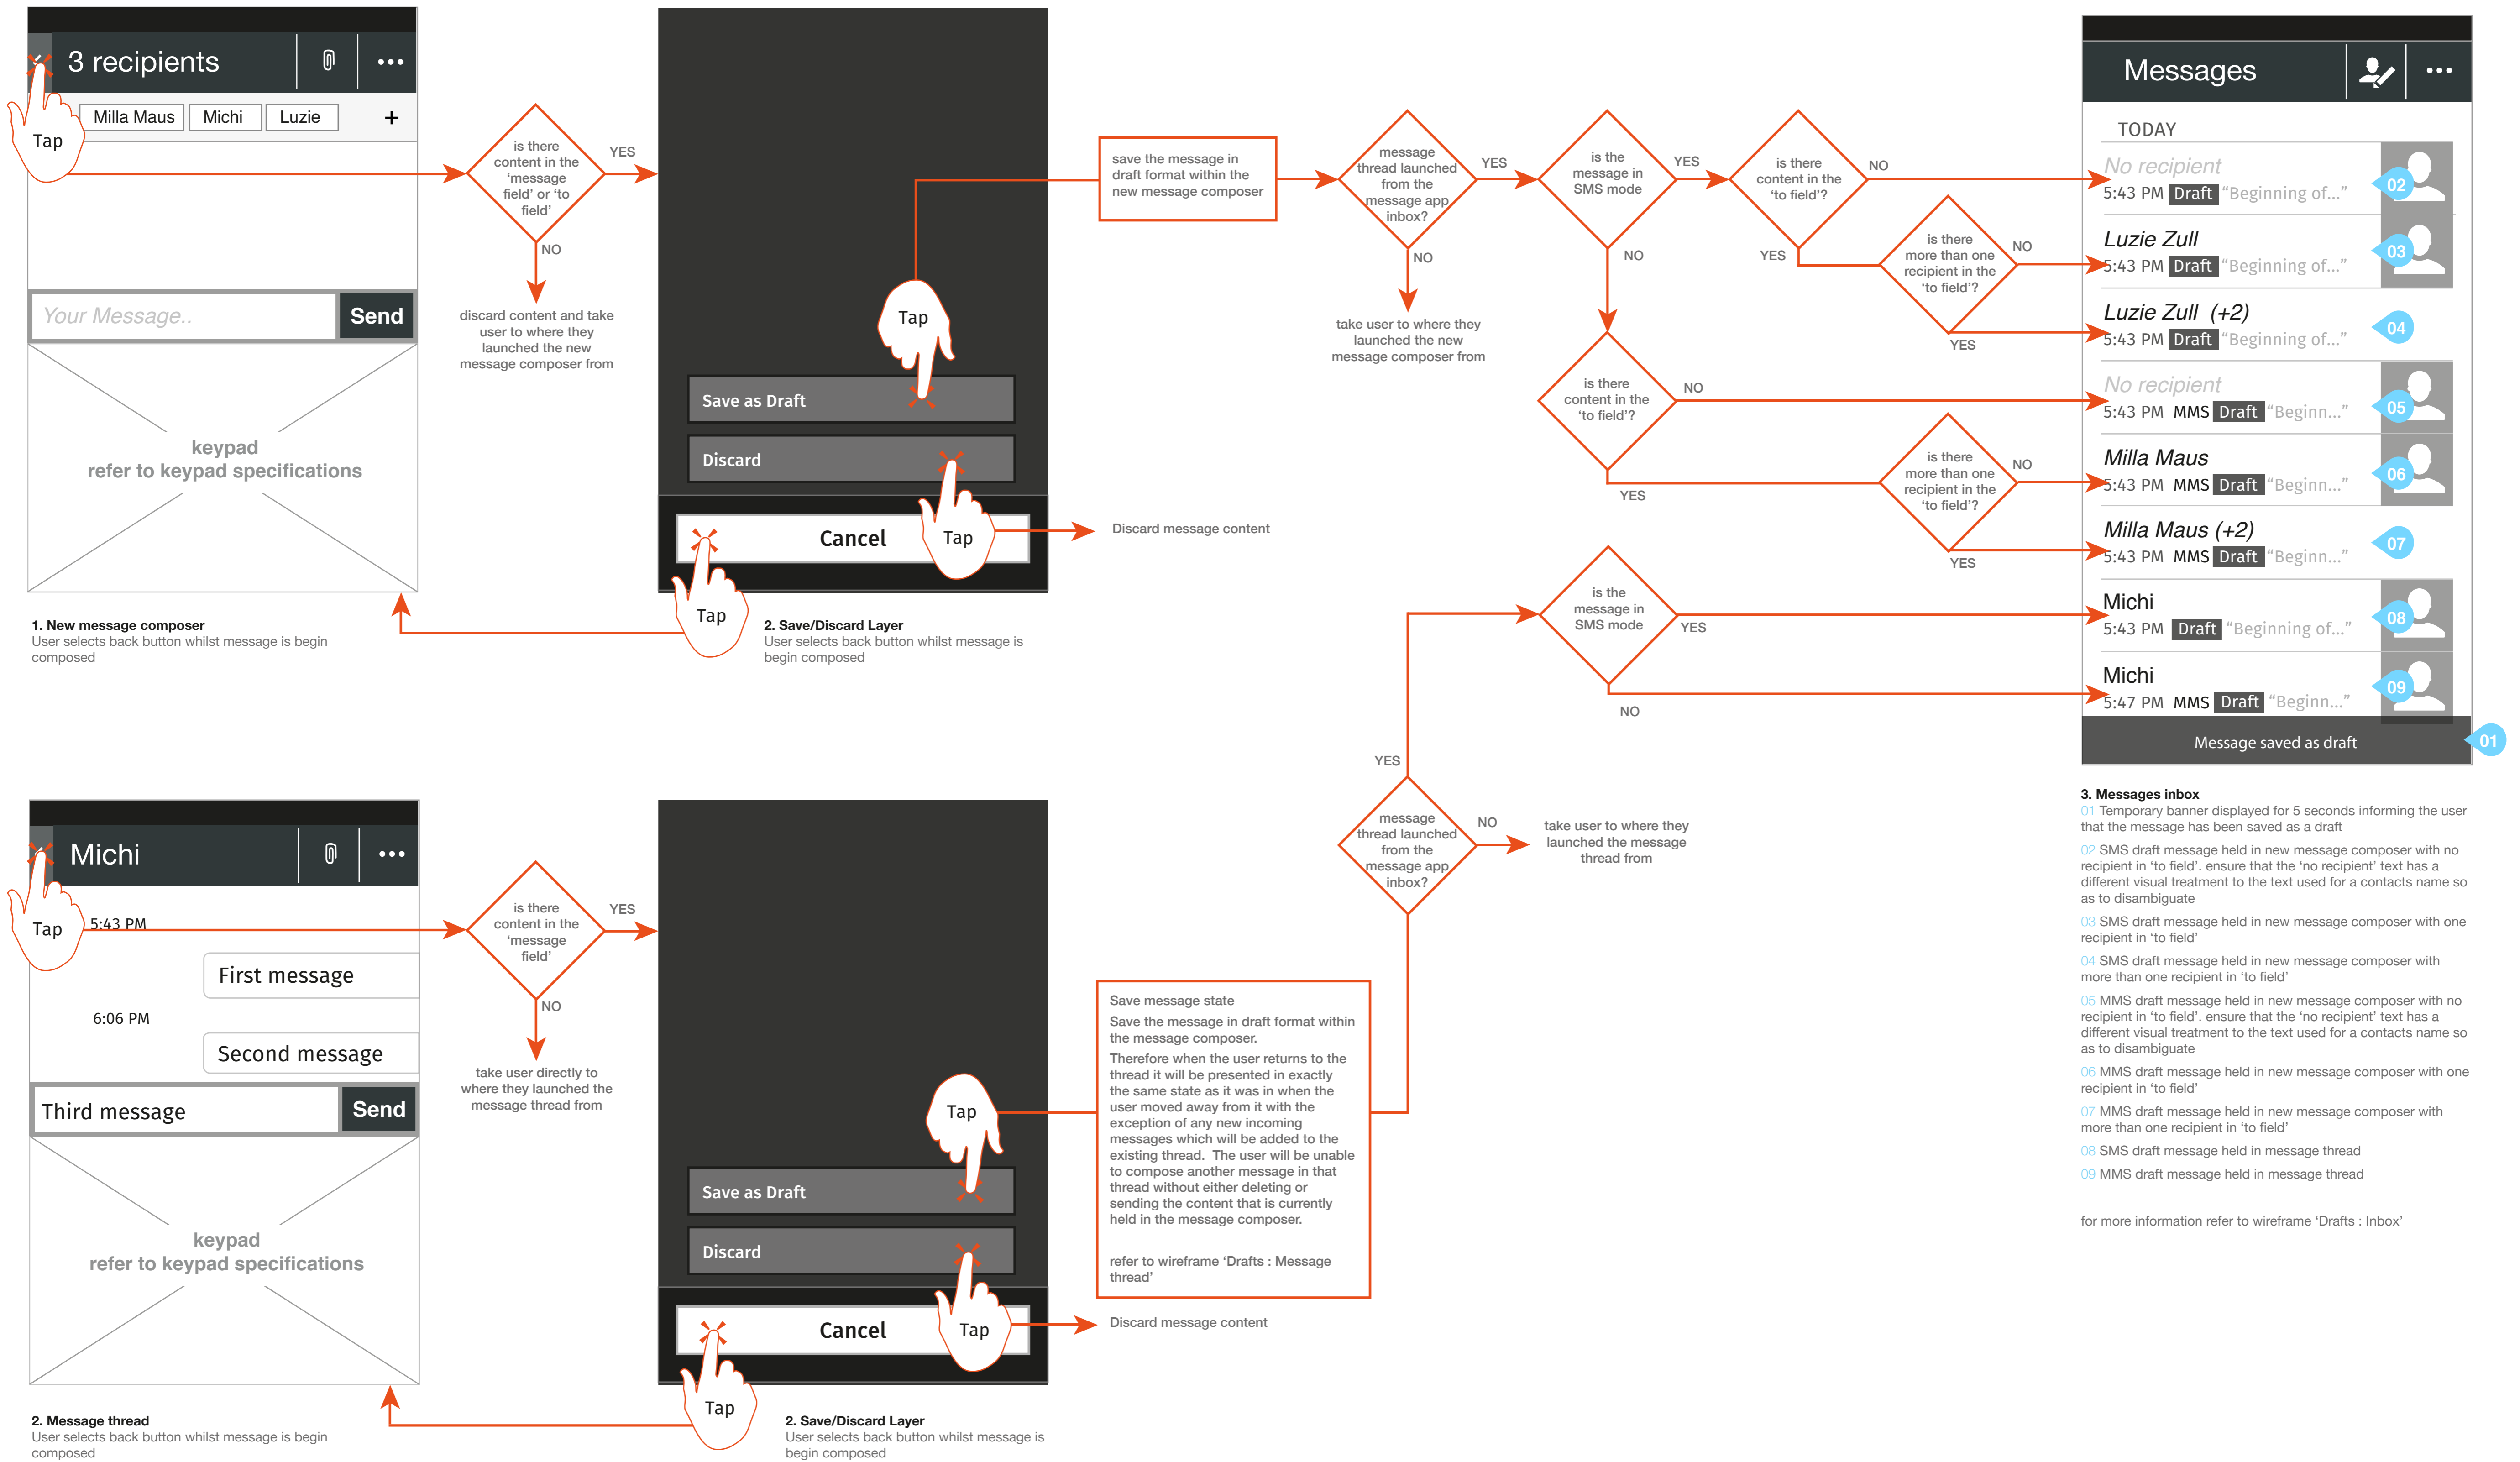 3 recipients
Milla Maus
Michi
Luzie
+
Tap
Your Message..
Send
keypad
refer to keypad specifications
1. New message composer
User selects back button whilst message is begin
composed
is there
content in the
‘message
field’ or ‘to
field’
YES
NO
discard content and take
user to where they
launched the new
message composer from
Tap
Save as Draft
Discard
Cancel
Tap
Tap
2. Save/Discard Layer
User selects back button whilst message is
begin composed
Discard message content
save the message in
draft format within the
new message composer
message
thread launched
from the
message app
inbox?
YES
NO
take user to where they
launched the new
message composer from
is the
message in
SMS mode
YES
NO
is there
content in the
‘to field’?
NO
YES
is there
more than one
recipient in the
‘to field’?
NO
YES
is there
content in the
‘to field’?
NO
YES
is there
more than one
recipient in the
‘to field’?
NO
YES
is the
message in
SMS mode
YES
NO
Messages
TODAY
No recipient
5:43 PM Draft “Beginning of...”
02
Luzie Zull
5:43 PM Draft “Beginning of...”
03
Luzie Zull (+2)
5:43 PM Draft “Beginning of...”
04
No recipient
5:43 PM MMS Draft “Beginn...”
05
Milla Maus
5:43 PM MMS Draft “Beginn...”
06
Milla Maus (+2)
5:43 PM MMS Draft “Beginn...”
07
Michi
5:43 PM Draft “Beginning of...”
08
Michi
5:47 PM MMS Draft “Beginn...”
09
Message saved as draft
01
3. Messages inbox
01 Temporary banner displayed for 5 seconds informing the user
that the message has been saved as a draft
02 SMS draft message held in new message composer with no
recipient in ‘to field’. ensure that the ‘no recipient’ text has a
different visual treatment to the text used for a contacts name so
as to disambiguate
03 SMS draft message held in new message composer with one
recipient in ‘to field’
04 SMS draft message held in new message composer with
more than one recipient in ‘to field’
05 MMS draft message held in new message composer with no
recipient in ‘to field’. ensure that the ‘no recipient’ text has a
different visual treatment to the text used for a contacts name so
as to disambiguate
06 MMS draft message held in new message composer with one
recipient in ‘to field’
07 MMS draft message held in new message composer with
more than one recipient in ‘to field’
08 SMS draft message held in message thread
09 MMS draft message held in message thread
for more information refer to wireframe ‘Drafts : Inbox’
Michi
Tap
5:43 PM
First message
6:06 PM
Second message
Third message
Send
keypad
refer to keypad specifications
2. Message thread
User selects back button whilst message is begin
composed
is there
content in the
‘message
field’
YES
NO
take user directly to
where they launched the
message thread from
Tap
Save as Draft
Discard
Cancel
Tap
Tap
2. Save/Discard Layer
User selects back button whilst message is
begin composed
Discard message content
Save message state
Save the message in draft format within
the message composer.
Therefore when the user returns to the
thread it will be presented in exactly
the same state as it was in when the
user moved away from it with the
exception of any new incoming
messages which will be added to the
existing thread. The user will be unable
to compose another message in that
thread without either deleting or
sending the content that is currently
held in the message composer.
refer to wireframe ‘Drafts : Message
thread’
YES
message
thread launched
from the
message app
inbox?
NO
take user to where they
launched the message
thread from